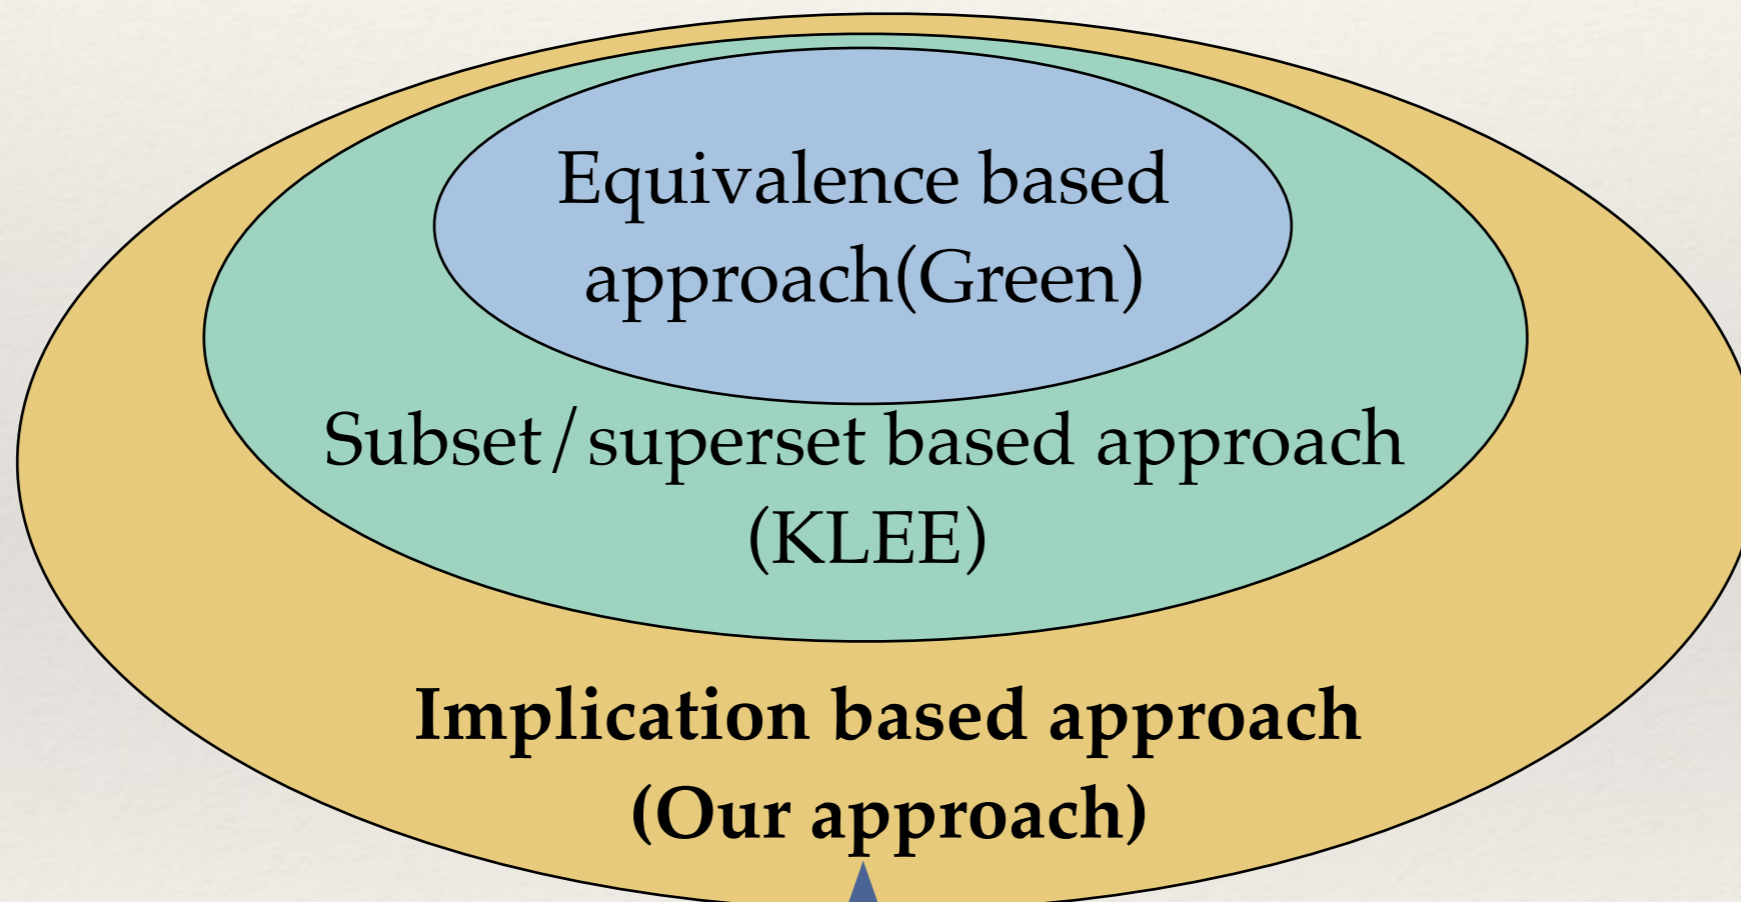 Equivalence based
approach(Green)
Subset/superset based approach
(KLEE)
Implication based approach
(Our approach)